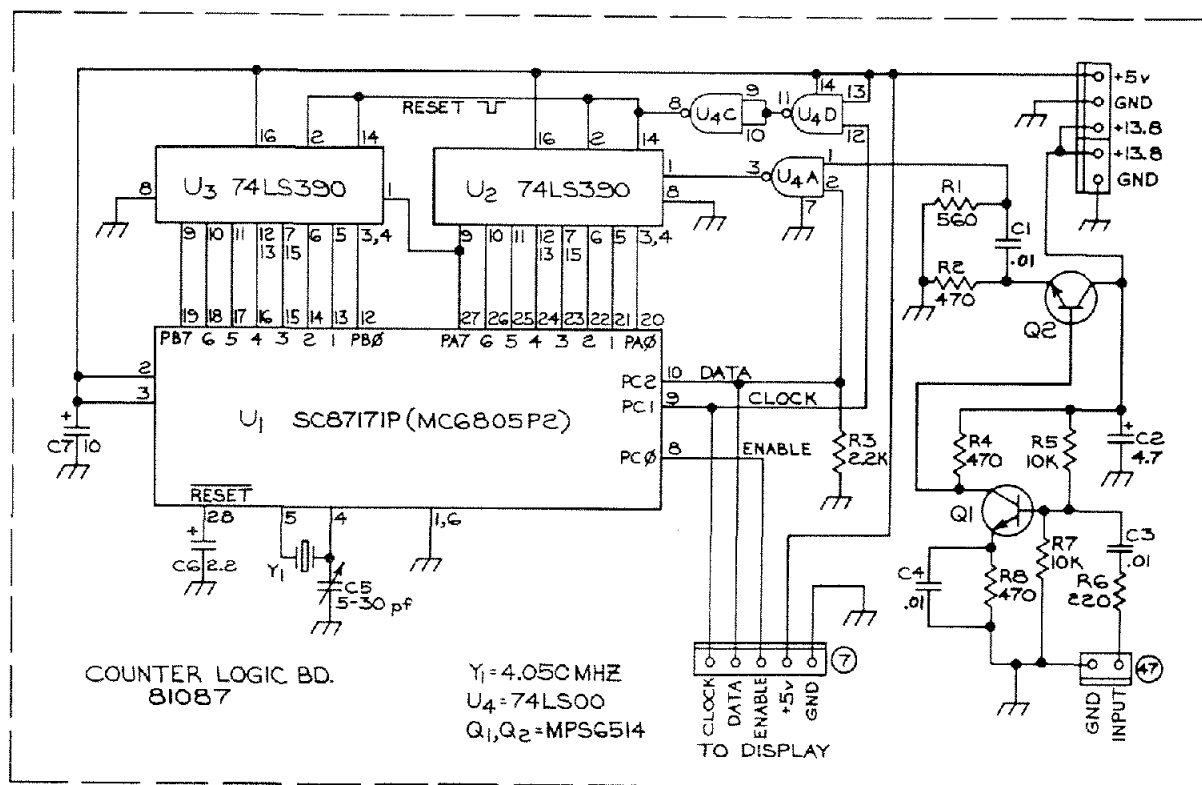 +5v
GND
+13.8
+13.8
GND
RESET
16 2 14
16 2 14
8 U4C 9 10
11 U4D 14 13 12
3 U4A 1 2 7
8 U3 74LS390 1
U2 74LS390 1 8
9 10 11 12 13 7 15 6 5 3,4
9 10 11 12 13 7 15 6 5 3,4
R1 560
C1 .01
R2 470
Q2
19 18 17 16 15 14 13 12
27 26 25 24 23 22 21 20
PB7 6 5 4 3 2 1 PBØ
PA7 6 5 4 3 2 1 PAØ
2
3
U1 SC87171P (MC6805P2)
PC2 10 DATA
PC1 9 CLOCK
PCØ 8 ENABLE
C7 + 10
R3 2.2K
R4 470
R5 10K
+ C2 4.7
RESET
28 5 4 1,6
+ C6 2.2
Y1
C5 5-30 pf
Q1
C3 .01
R7 10K
R6 220
C4 .01
R8 470
COUNTER LOGIC BD.
81087
Y1=4.050MHZ
U4=74LS00
Q1,Q2=MPS6514
7
CLOCK
DATA
ENABLE
+5v
GND
TO DISPLAY
47
GND
INPUT